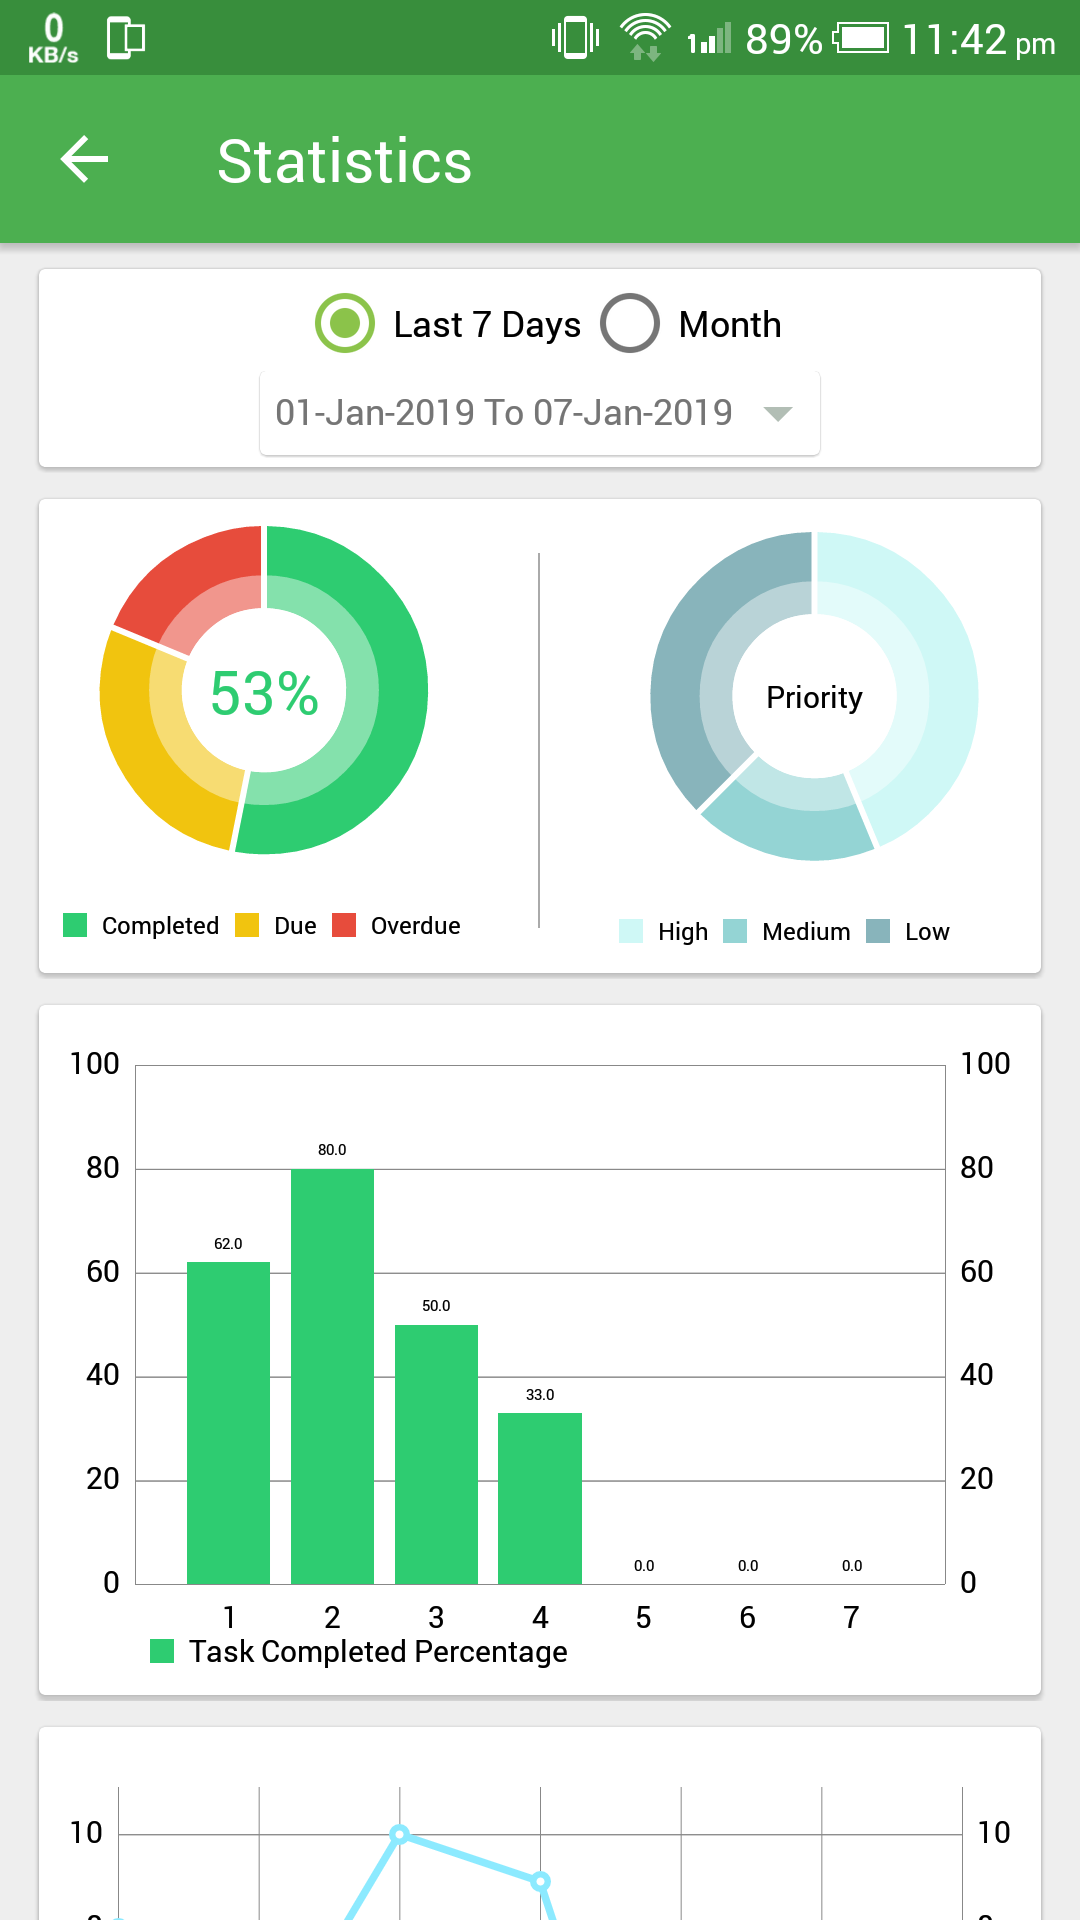 0
KB/s
1
89%
11:42 pm
Statistics
Last 7 Days
Month
01-Jan-2019 To 07-Jan-2019
53%
Priority
Completed
Due
Overdue
High
Medium
Low
100
100
80.0
80
80
62.0
60
60
50.0
40
40
33.0
20
20
0.0
0.0
0.0
0
0
1 2 3 4 5 6 7
Task Completed Percentage
10
10